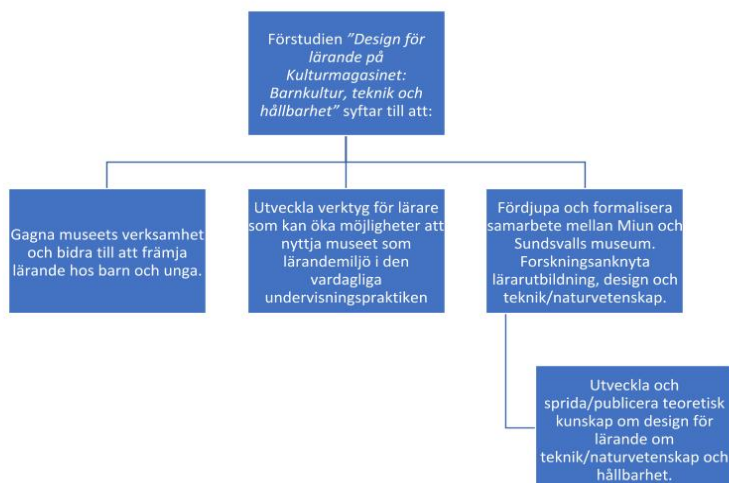 Förstudien "Design för
lärande på
Kulturmagasinet:
Barnkultur, teknik och
hållbarhet" syftar till att:
Gagna museets verksamhet
och bidra till att främja
lärande hos barn och unga.
Utveckla verktyg för lärare
som kan öka möjligheter att
nyttja museet som
lärandemiljö i den
vardagliga
undervisningspraktiken
Fördjupa och formalisera
samarbete mellan Miun och
Sundsvalls museum.
Forskningsanknyta
lärarutbildning, design och
teknik/naturvetenskap.
Utveckla och
sprida/publicera teoretisk
kunskap om design för
lärande om
teknik/naturvetenskap och
hållbarhet.